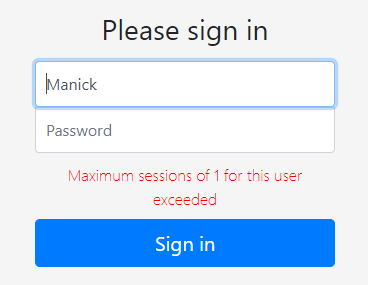 Please sign in
Manick
Password
Maximum sessions of 1 for this user
exceeded
Sign in